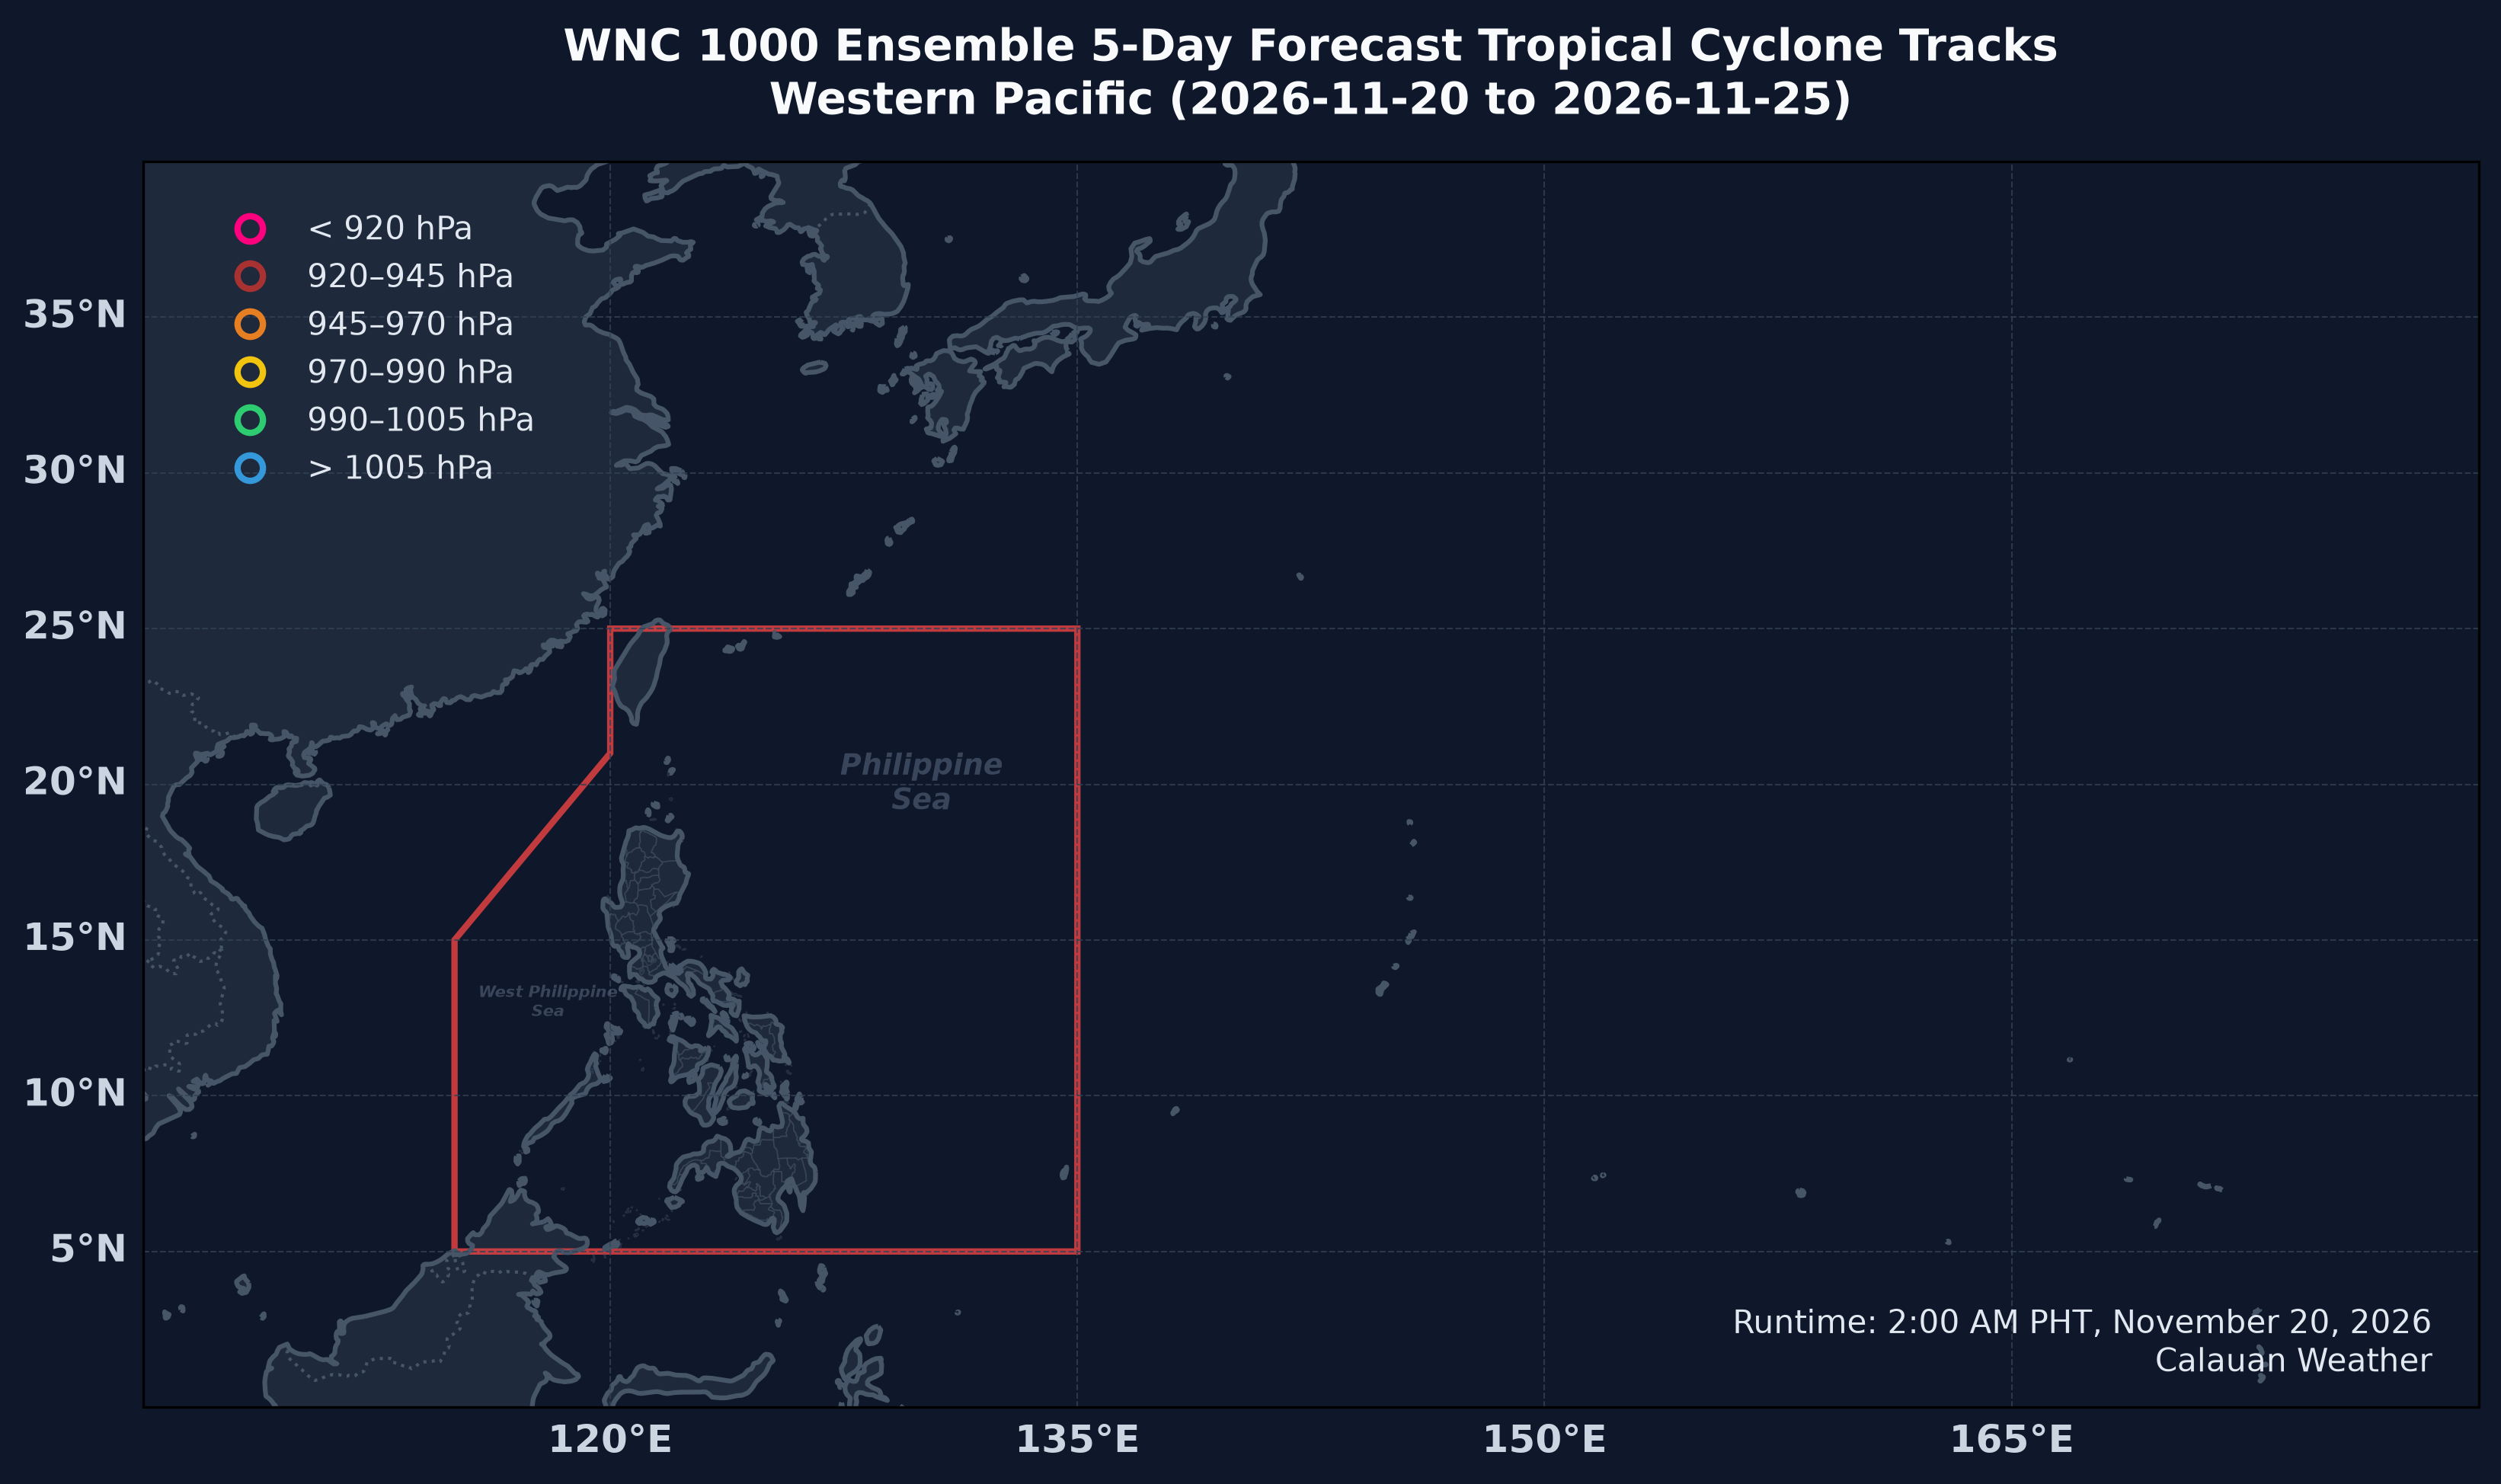 WNC 1000 Ensemble 5-Day Forecast Tropical Cyclone Tracks
Western Pacific (2026-11-20 to 2026-11-25)
< 920 hPa
920–945 hPa
945–970 hPa
970–990 hPa
990–1005 hPa
> 1005 hPa
35°N
30°N
25°N
20°N
15°N
10°N
5°N
Philippine
Sea
West Philippine
Sea
Runtime: 2:00 AM PHT, November 20, 2026
Calauan Weather
120°E
135°E
150°E
165°E